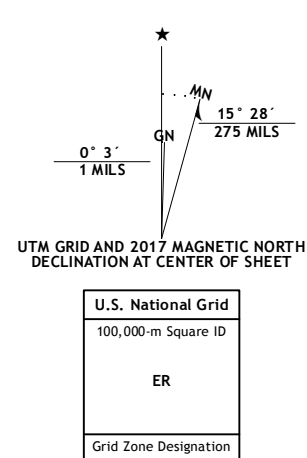 ★
MN
15° 28´
275 MILS
GN
0° 3´
1 MILS
UTM GRID AND 2017 MAGNETIC NORTH
DECLINATION AT CENTER OF SHEET
U.S. National Grid
100,000-m Square ID
ER
Grid Zone Designation